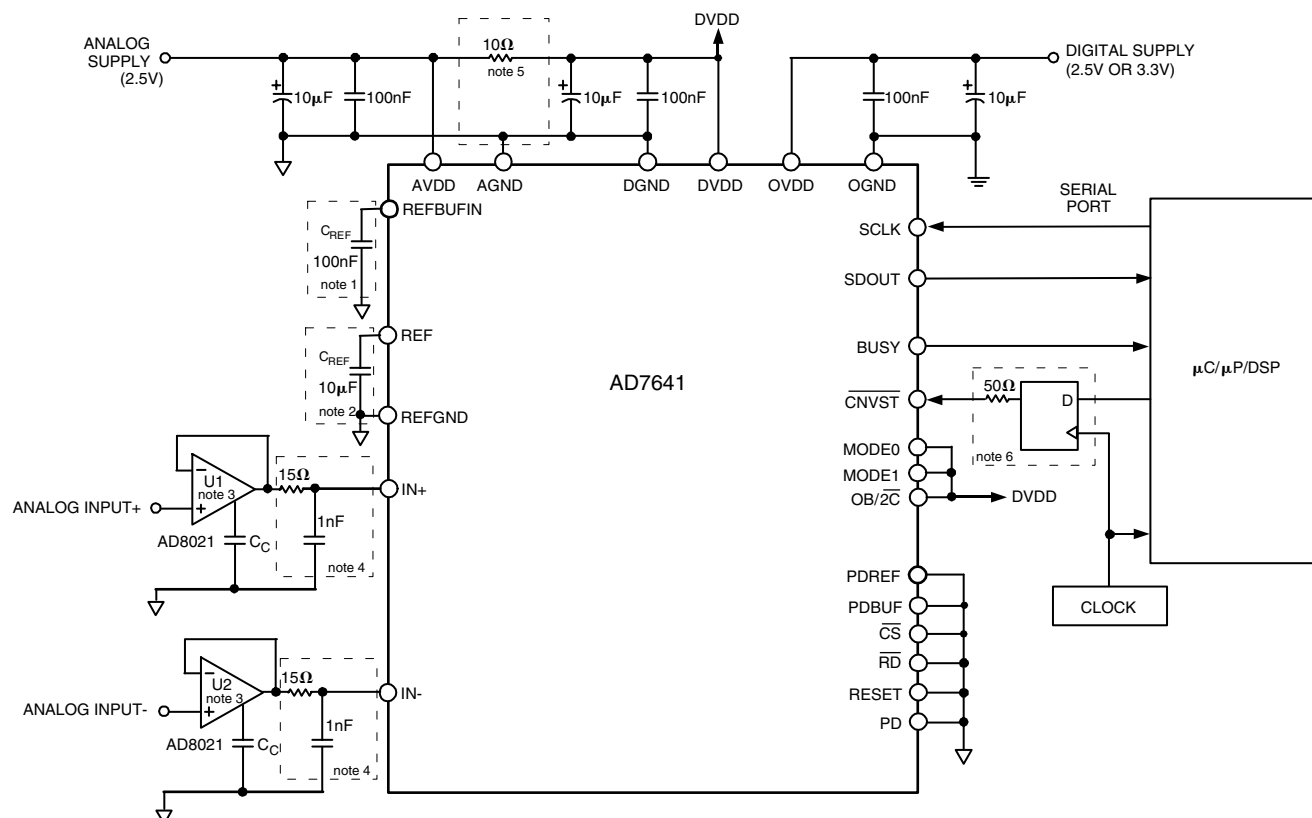 DVDD
ANALOG
SUPPLY
(2.5V)
10Ω
note 5
DIGITAL SUPPLY
(2.5V OR 3.3V)
+
10μF
100nF
+
10μF
100nF
100nF
+
10μF
AVDD
AGND
DGND
DVDD
OVDD
OGND
SERIAL
PORT
REFBUFIN
CREF
100nF
note 1
SCLK
SDOUT
REF
CREF
10μF
note 2
REFGND
BUSY
AD7641
μC/μP/DSP
CNVST
50Ω
D
note 6
MODE0
MODE1
OB/2C
DVDD
-
U1
note 3
+
15Ω
IN+
ANALOG INPUT+
1nF
AD8021
CC
note 4
PDREF
PDBUF
CS
RD
RESET
PD
CLOCK
-
U2
note 3
+
15Ω
IN-
ANALOG INPUT-
1nF
AD8021
CC
note 4